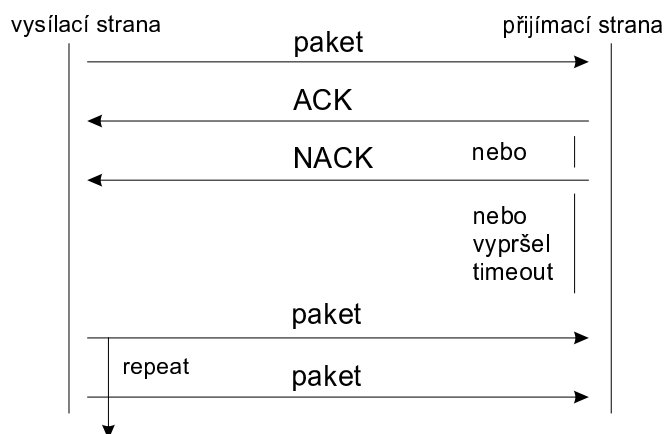 vysílací strana
přijímací strana
paket
ACK
NACK
nebo
nebo
vypršel
timeout
paket
repeat
paket